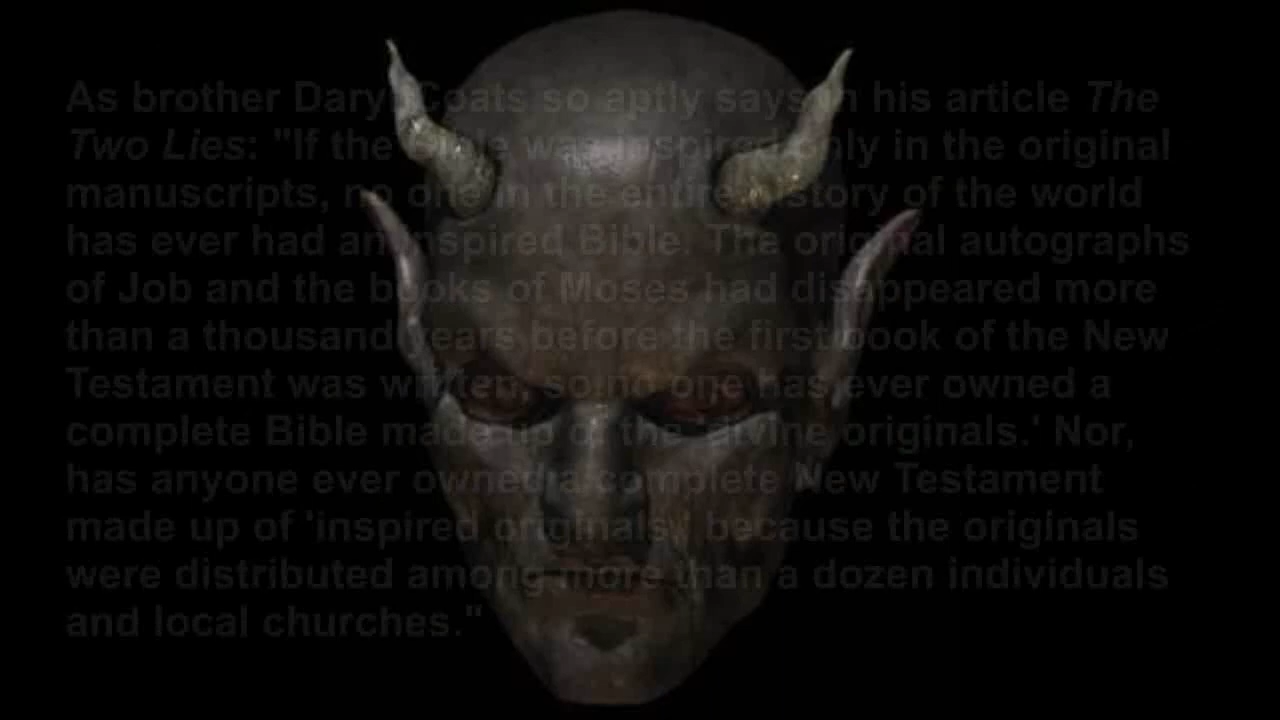 As brother Daryl Coats so aptly says in his article The
Two Lies: "If the Bible was inspired only in the original
manuscripts, no one in the entire history of the world
has ever had an inspired Bible. The original autographs
of Job and the books of Moses had disappeared more
than a thousand years before the first book of the New
Testament was written, so no one has ever owned a
complete Bible made up of the 'divine originals.' Nor,
has anyone ever owned a complete New Testament
made up of 'inspired originals,' because the originals
were distributed among more than a dozen individuals
and local churches."